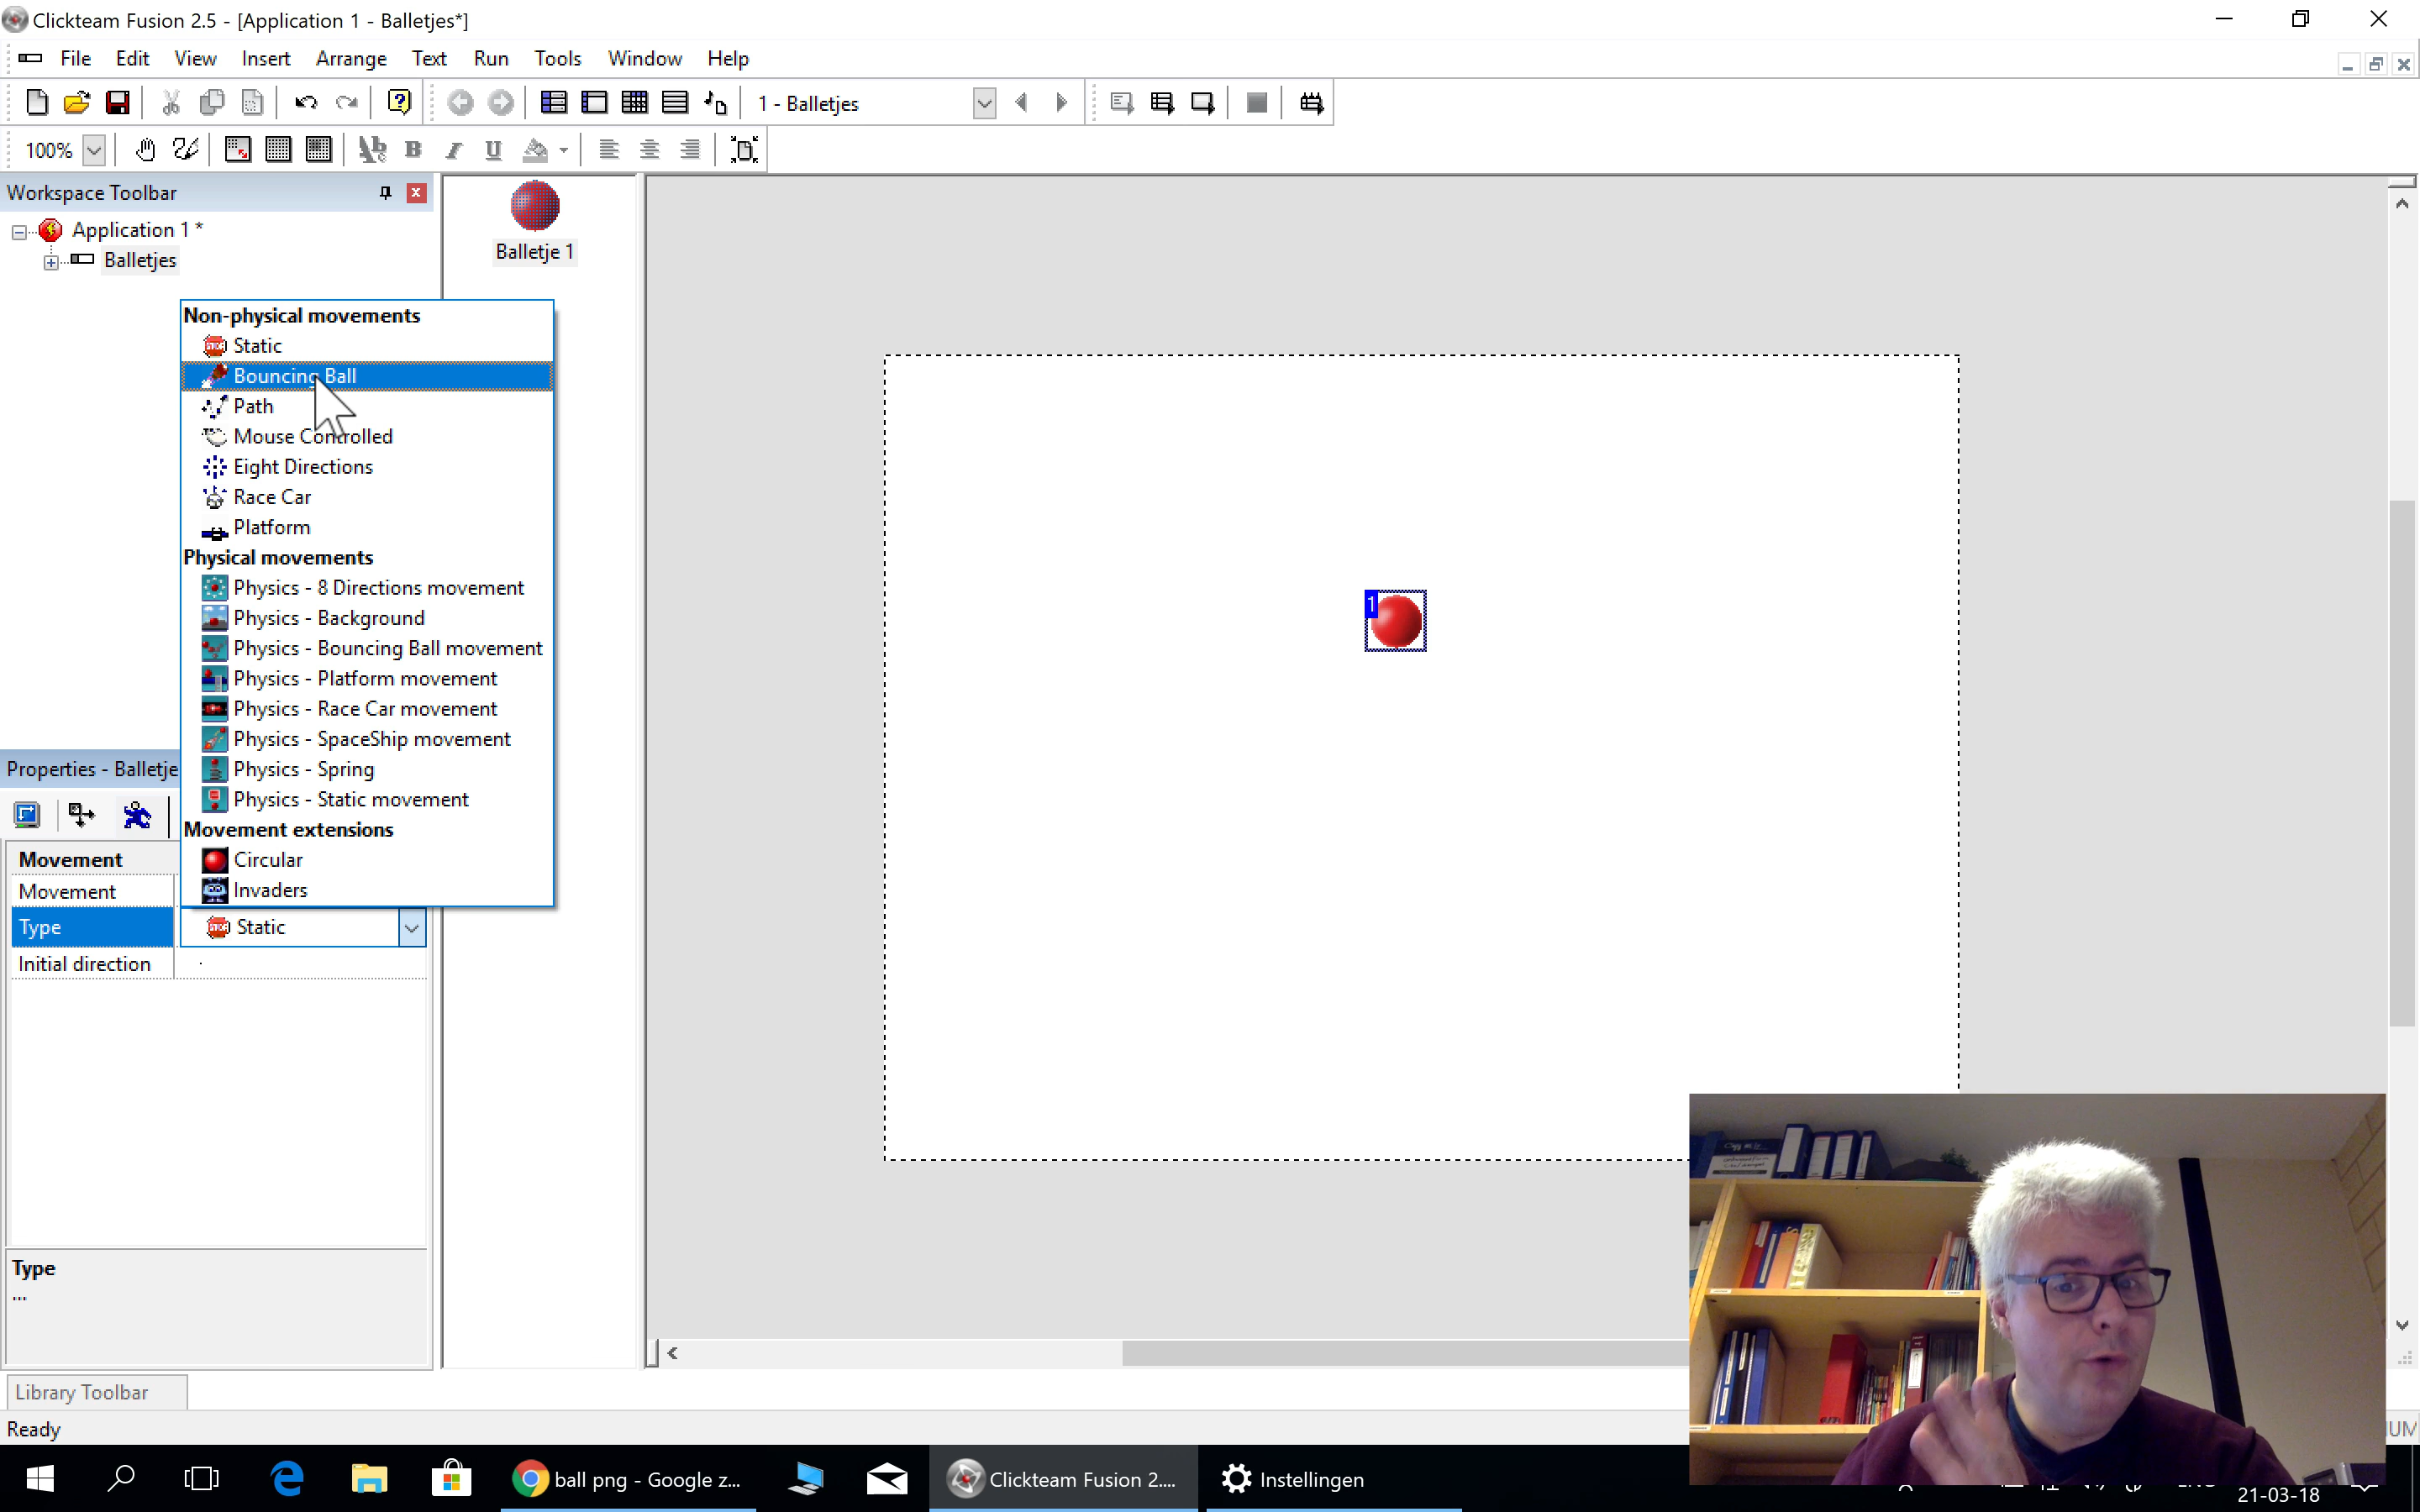 Clickteam Fusion 2.5 - [Application 1 - Balletjes*]
File Edit View Insert Arrange Text Run Tools Window Help
1 - Balletjes
100%
Workspace Toolbar
Application 1 *
Balletjes
Balletje 1
Non-physical movements
STOP Static
Bouncing Ball
Path
Mouse Controlled
Eight Directions
Race Car
Platform
Physical movements
Physics - 8 Directions movement
Physics - Background
Physics - Bouncing Ball movement
Physics - Platform movement
Physics - Race Car movement
Physics - SpaceShip movement
Physics - Spring
Physics - Static movement
Movement extensions
Circular
Invaders
1
Properties - Balletje
Movement
Movement
Type STOP Static
Initial direction
Type
...
Library Toolbar
Ready
ball png - Google z...
Clickteam Fusion 2....
Instellingen
21-03-18